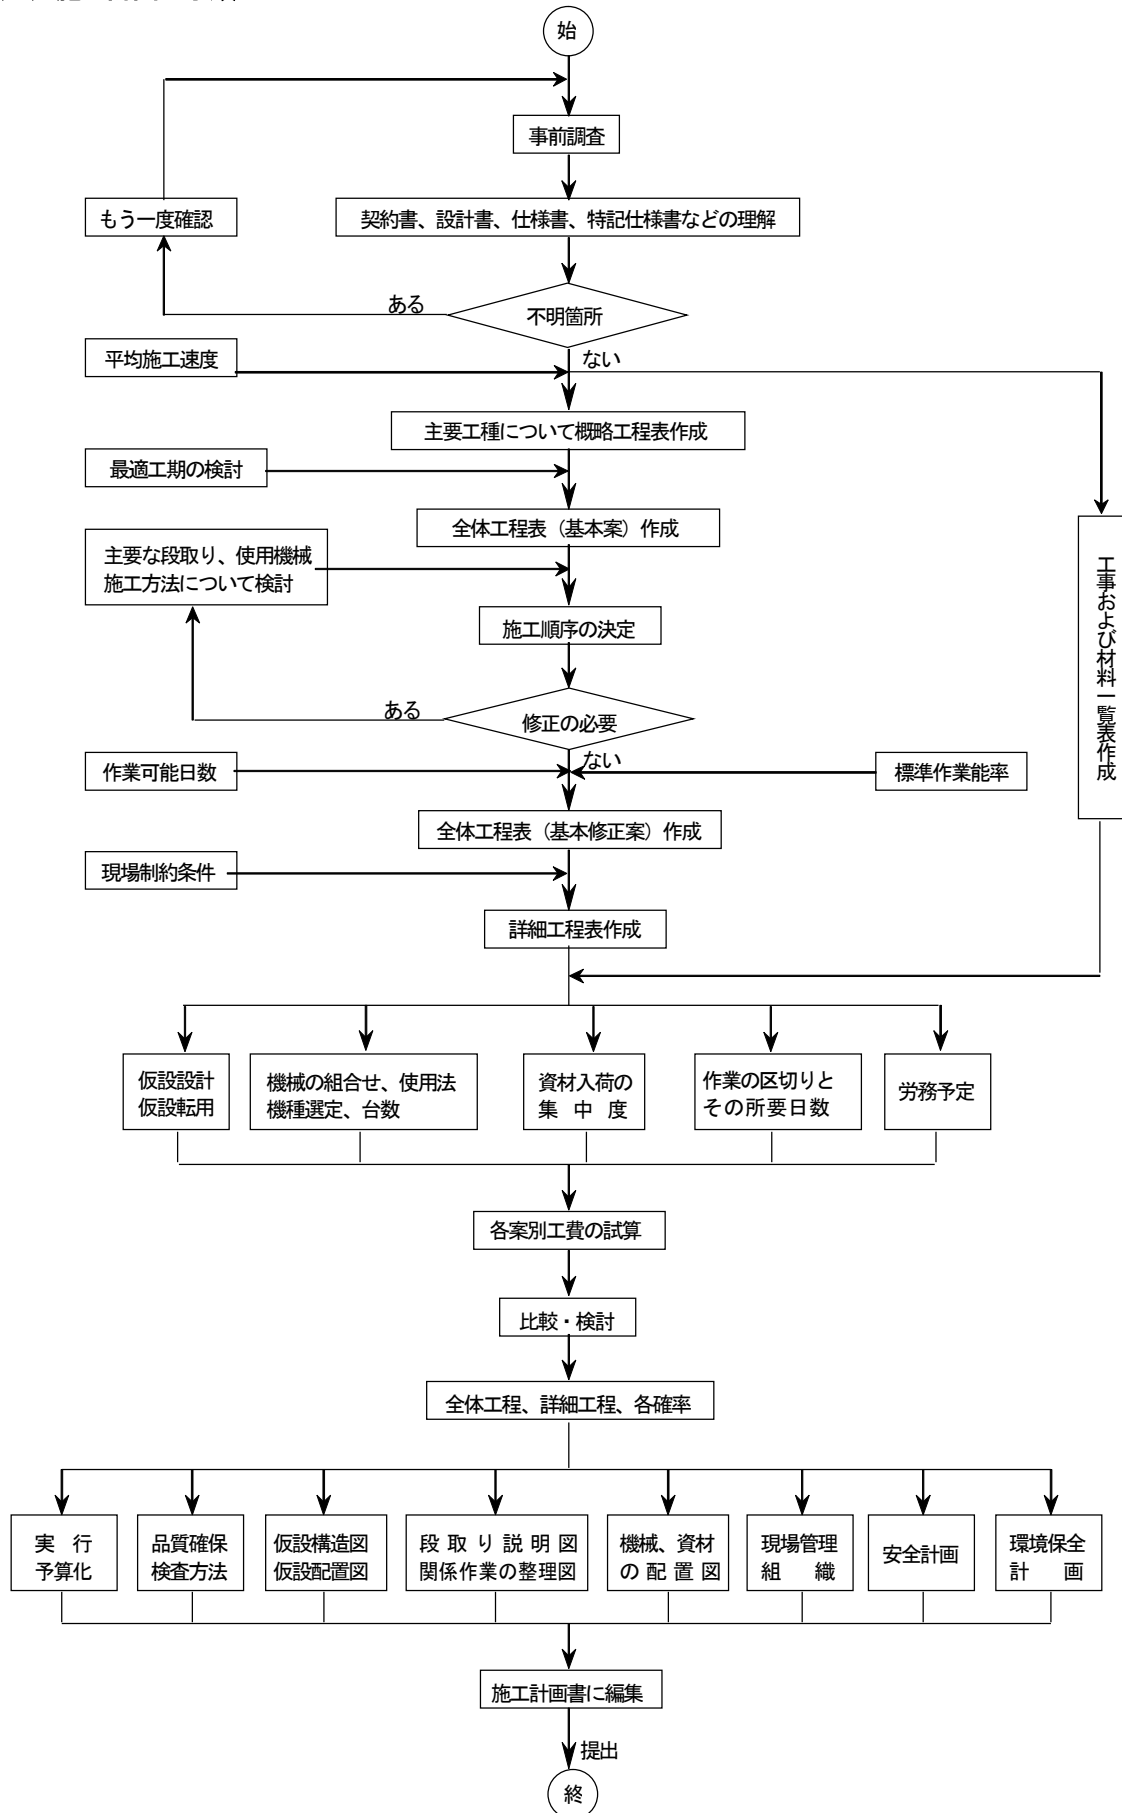 始
事前調査
もう一度確認
契約書、設計書、仕様書、特記仕様書などの理解
ある
不明箇所
平均施工速度
ない
主要工種について概略工程表作成
最適工期の検討
全体工程表（基本案）作成
主要な段取り、使用機械
施工方法について検討
工事および材料一覧表作成
施工順序の決定
ある
修正の必要
ない
作業可能日数
標準作業能率
全体工程表（基本修正案）作成
現場制約条件
詳細工程表作成
仮設設計
仮設転用
機械の組合せ、使用法
機種選定、台数
資材入荷の
集中度
作業の区切りと
その所要日数
労務予定
各案別工費の試算
比較・検討
全体工程、詳細工程、各確率
実行
予算化
品質確保
検査方法
仮設構造図
仮設配置図
段取り説明図
関係作業の整理図
機械、資材
の配置図
現場管理
組織
安全計画
環境保全
計画
施工計画書に編集
提出
終